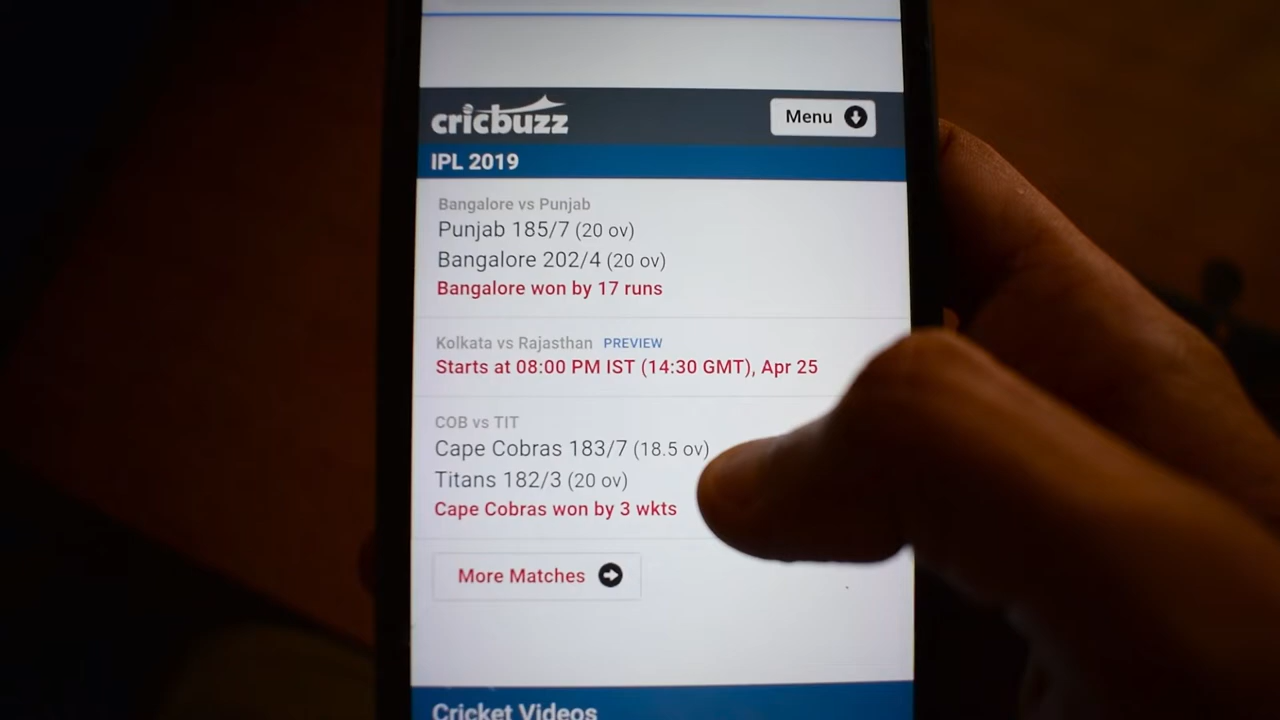 cricbuzz
Menu
IPL 2019
Bangalore vs Punjab
Punjab 185/7 (20 ov)
Bangalore 202/4 (20 ov)
Bangalore won by 17 runs
Kolkata vs Rajasthan PREVIEW
Starts at 08:00 PM IST (14:30 GMT), Apr 25
COB vs TIT
Cape Cobras 183/7 (18.5 ov)
Titans 182/3 (20 ov)
Cape Cobras won by 3 wkts
More Matches
Cricket Videos